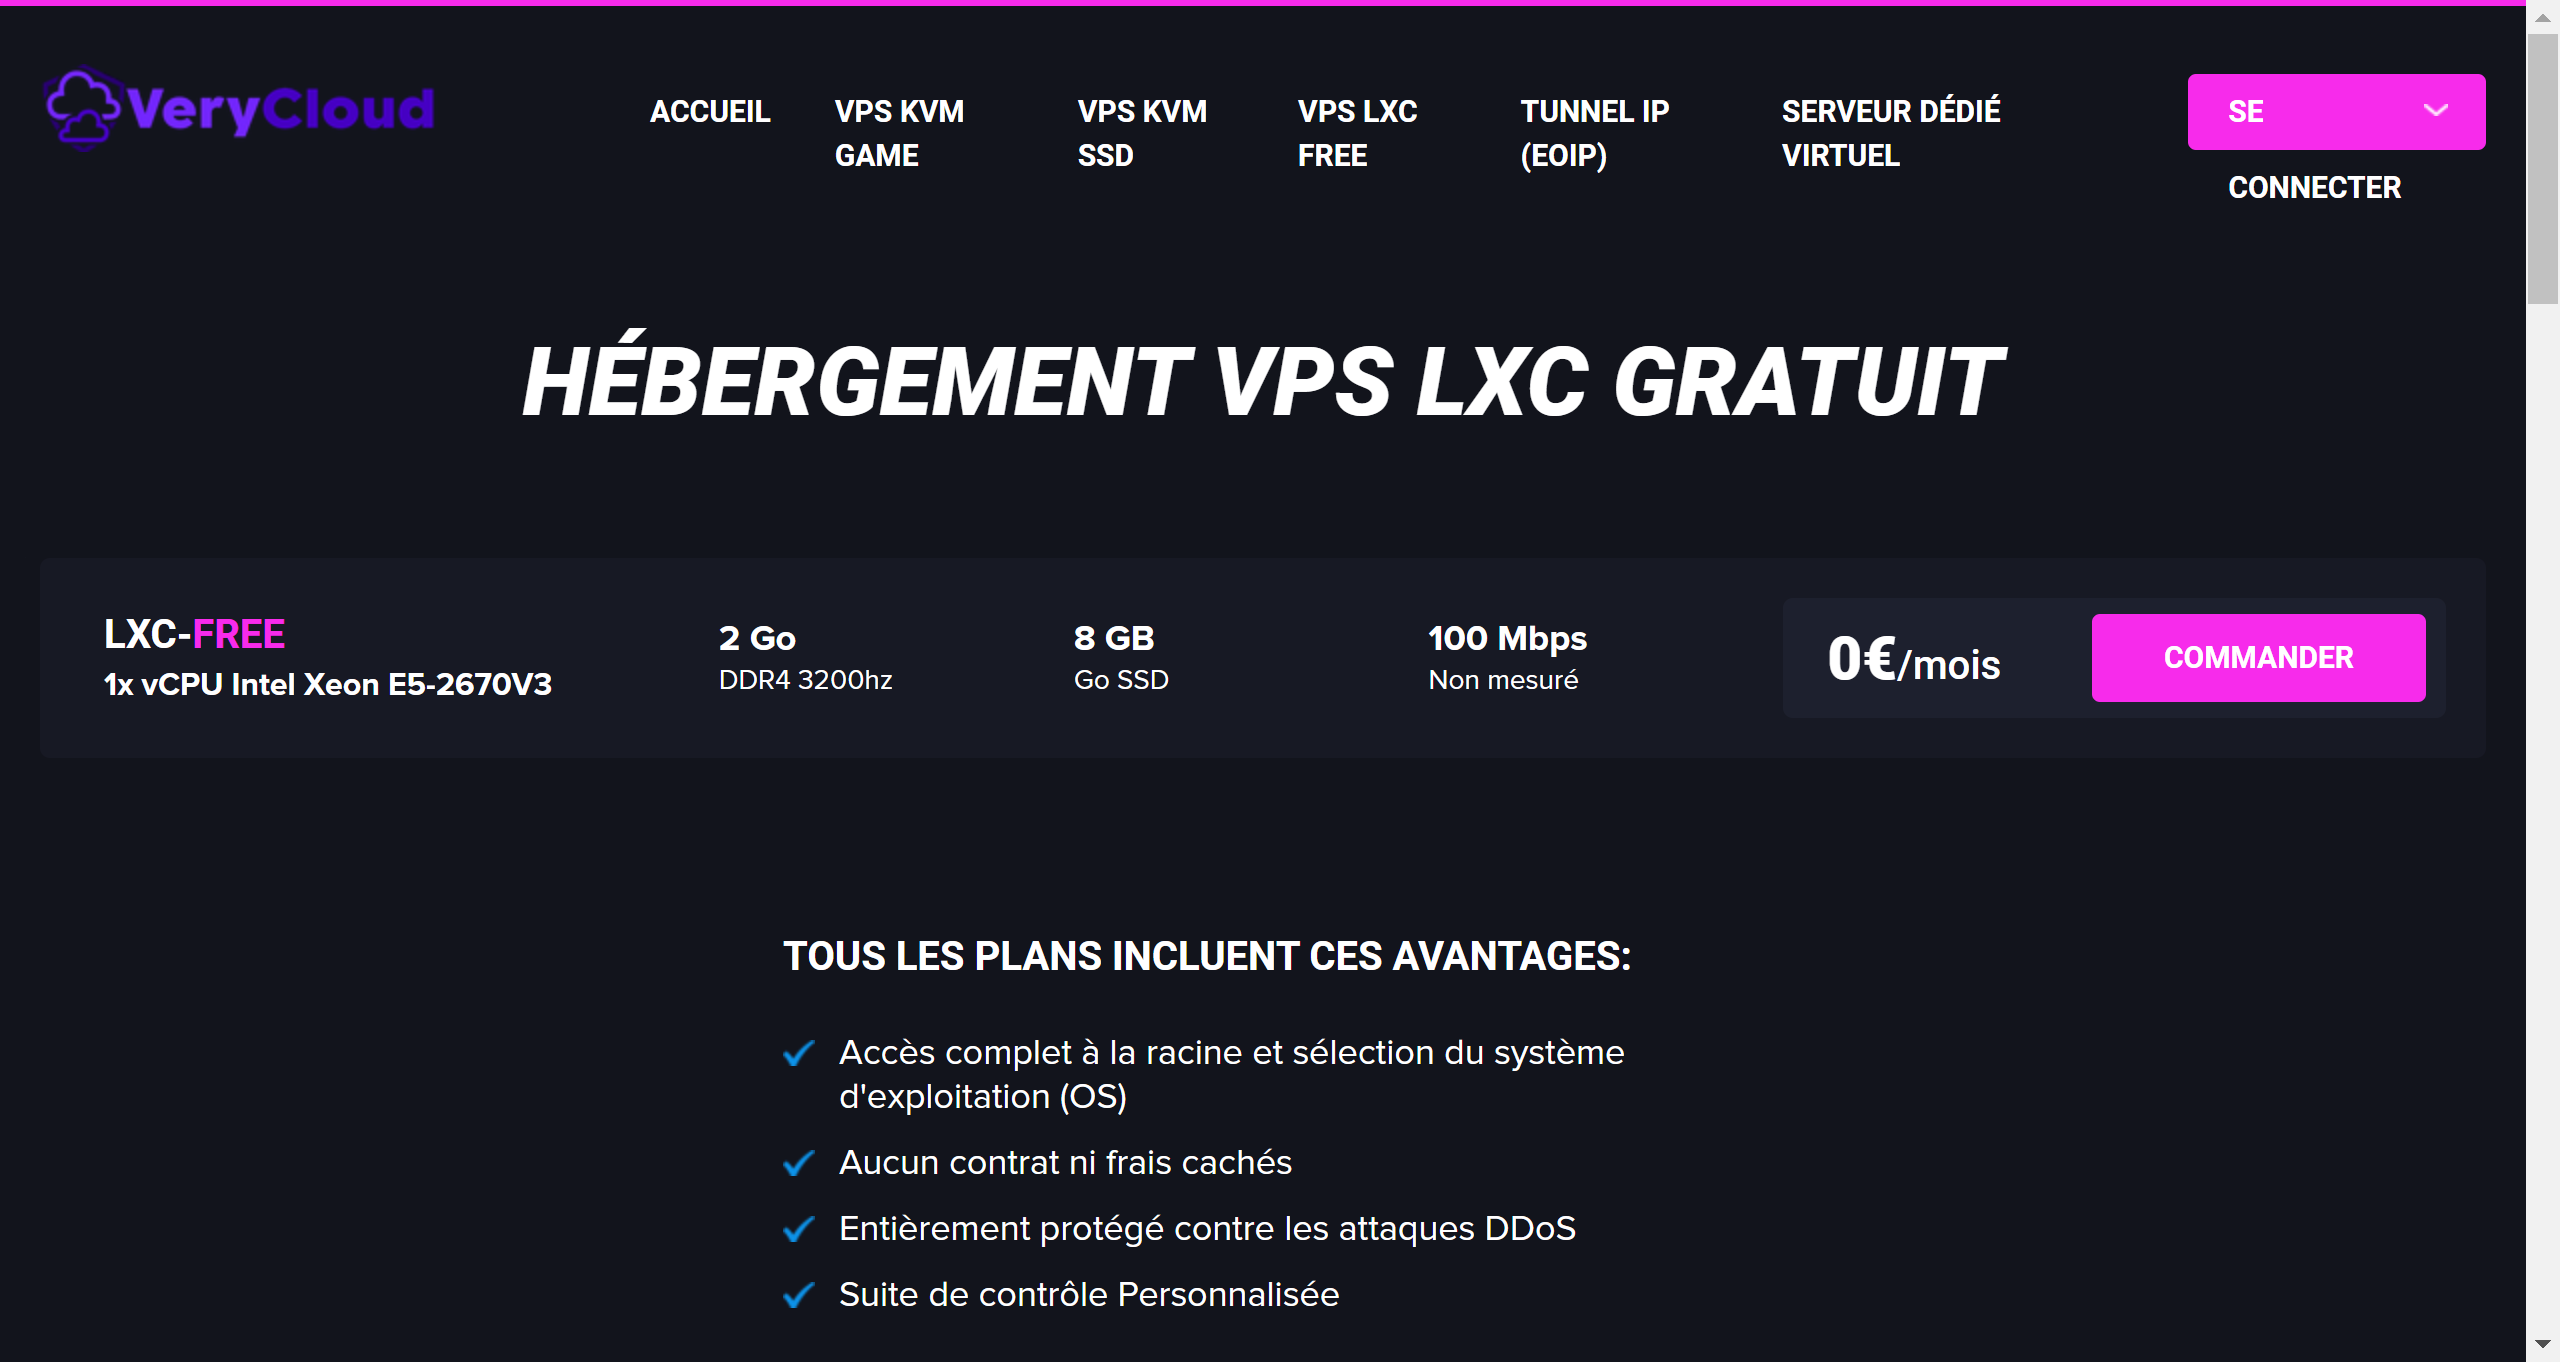 VeryCloud
ACCUEIL
VPS KVM
GAME
VPS KVM
SSD
VPS LXC
FREE
TUNNEL IP
(EOIP)
SERVEUR DÉDIÉ
VIRTUEL
SE
CONNECTER
HÉBERGEMENT VPS LXC GRATUIT
LXC-FREE
1x vCPU Intel Xeon E5-2670V3
2 Go
DDR4 3200hz
8 GB
Go SSD
100 Mbps
Non mesuré
0€/mois
COMMANDER
TOUS LES PLANS INCLUENT CES AVANTAGES:
Accès complet à la racine et sélection du système
d'exploitation (OS)
Aucun contrat ni frais cachés
Entièrement protégé contre les attaques DDoS
Suite de contrôle Personnalisée